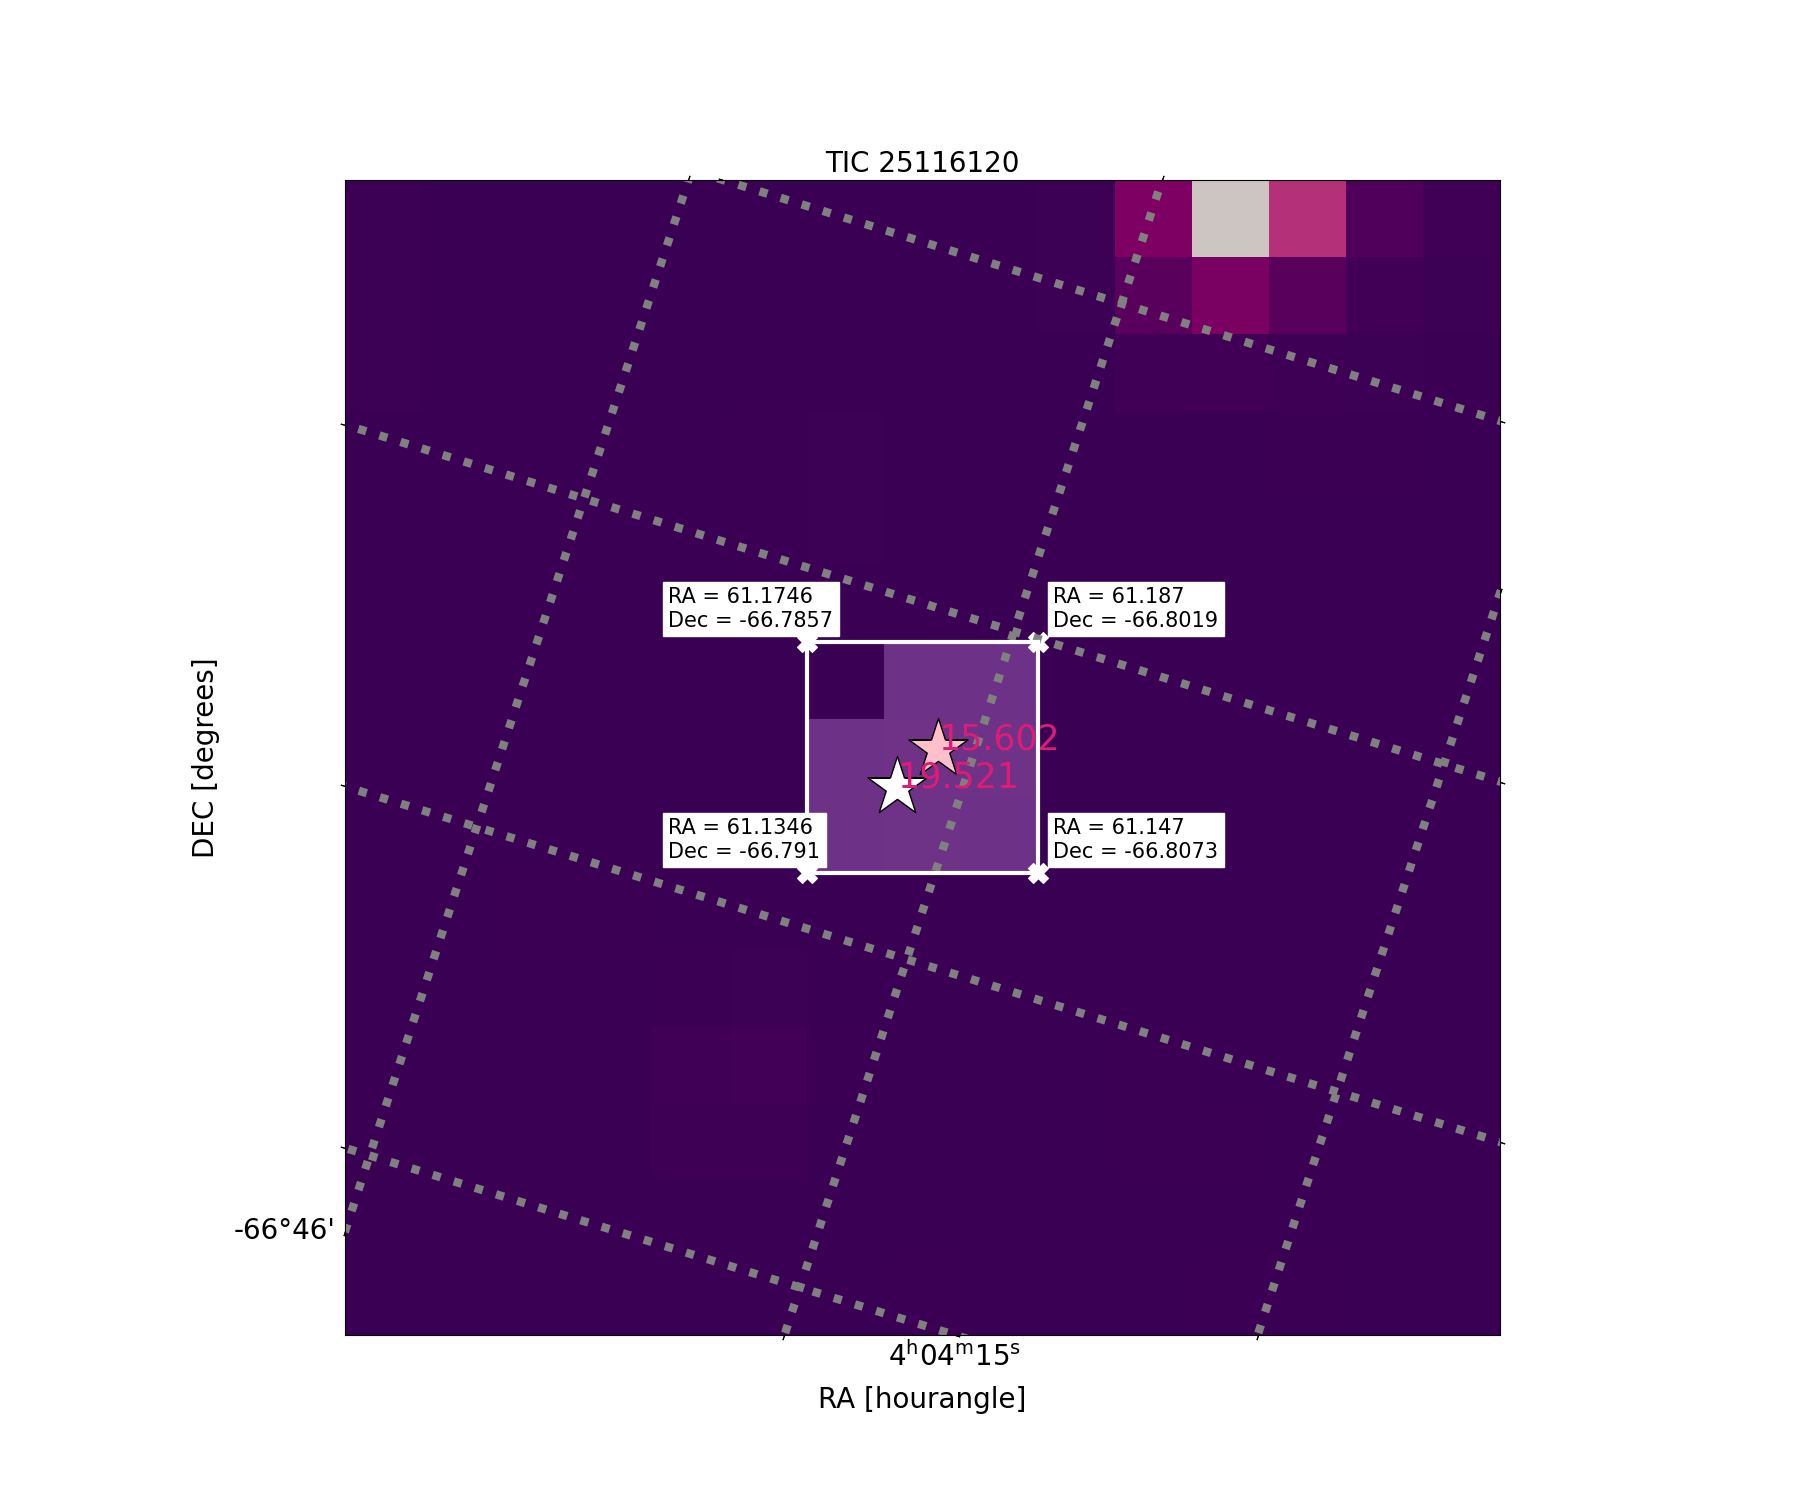 TIC 25116120
RA = 61.1746
Dec = -66.7857
RA = 61.187
Dec = -66.8019
15.602
19.521
RA = 61.1346
Dec = -66.791
RA = 61.147
Dec = -66.8073
DEC [degrees]
-66°46'
4ʰ04ᵐ15ˢ
RA [hourangle]